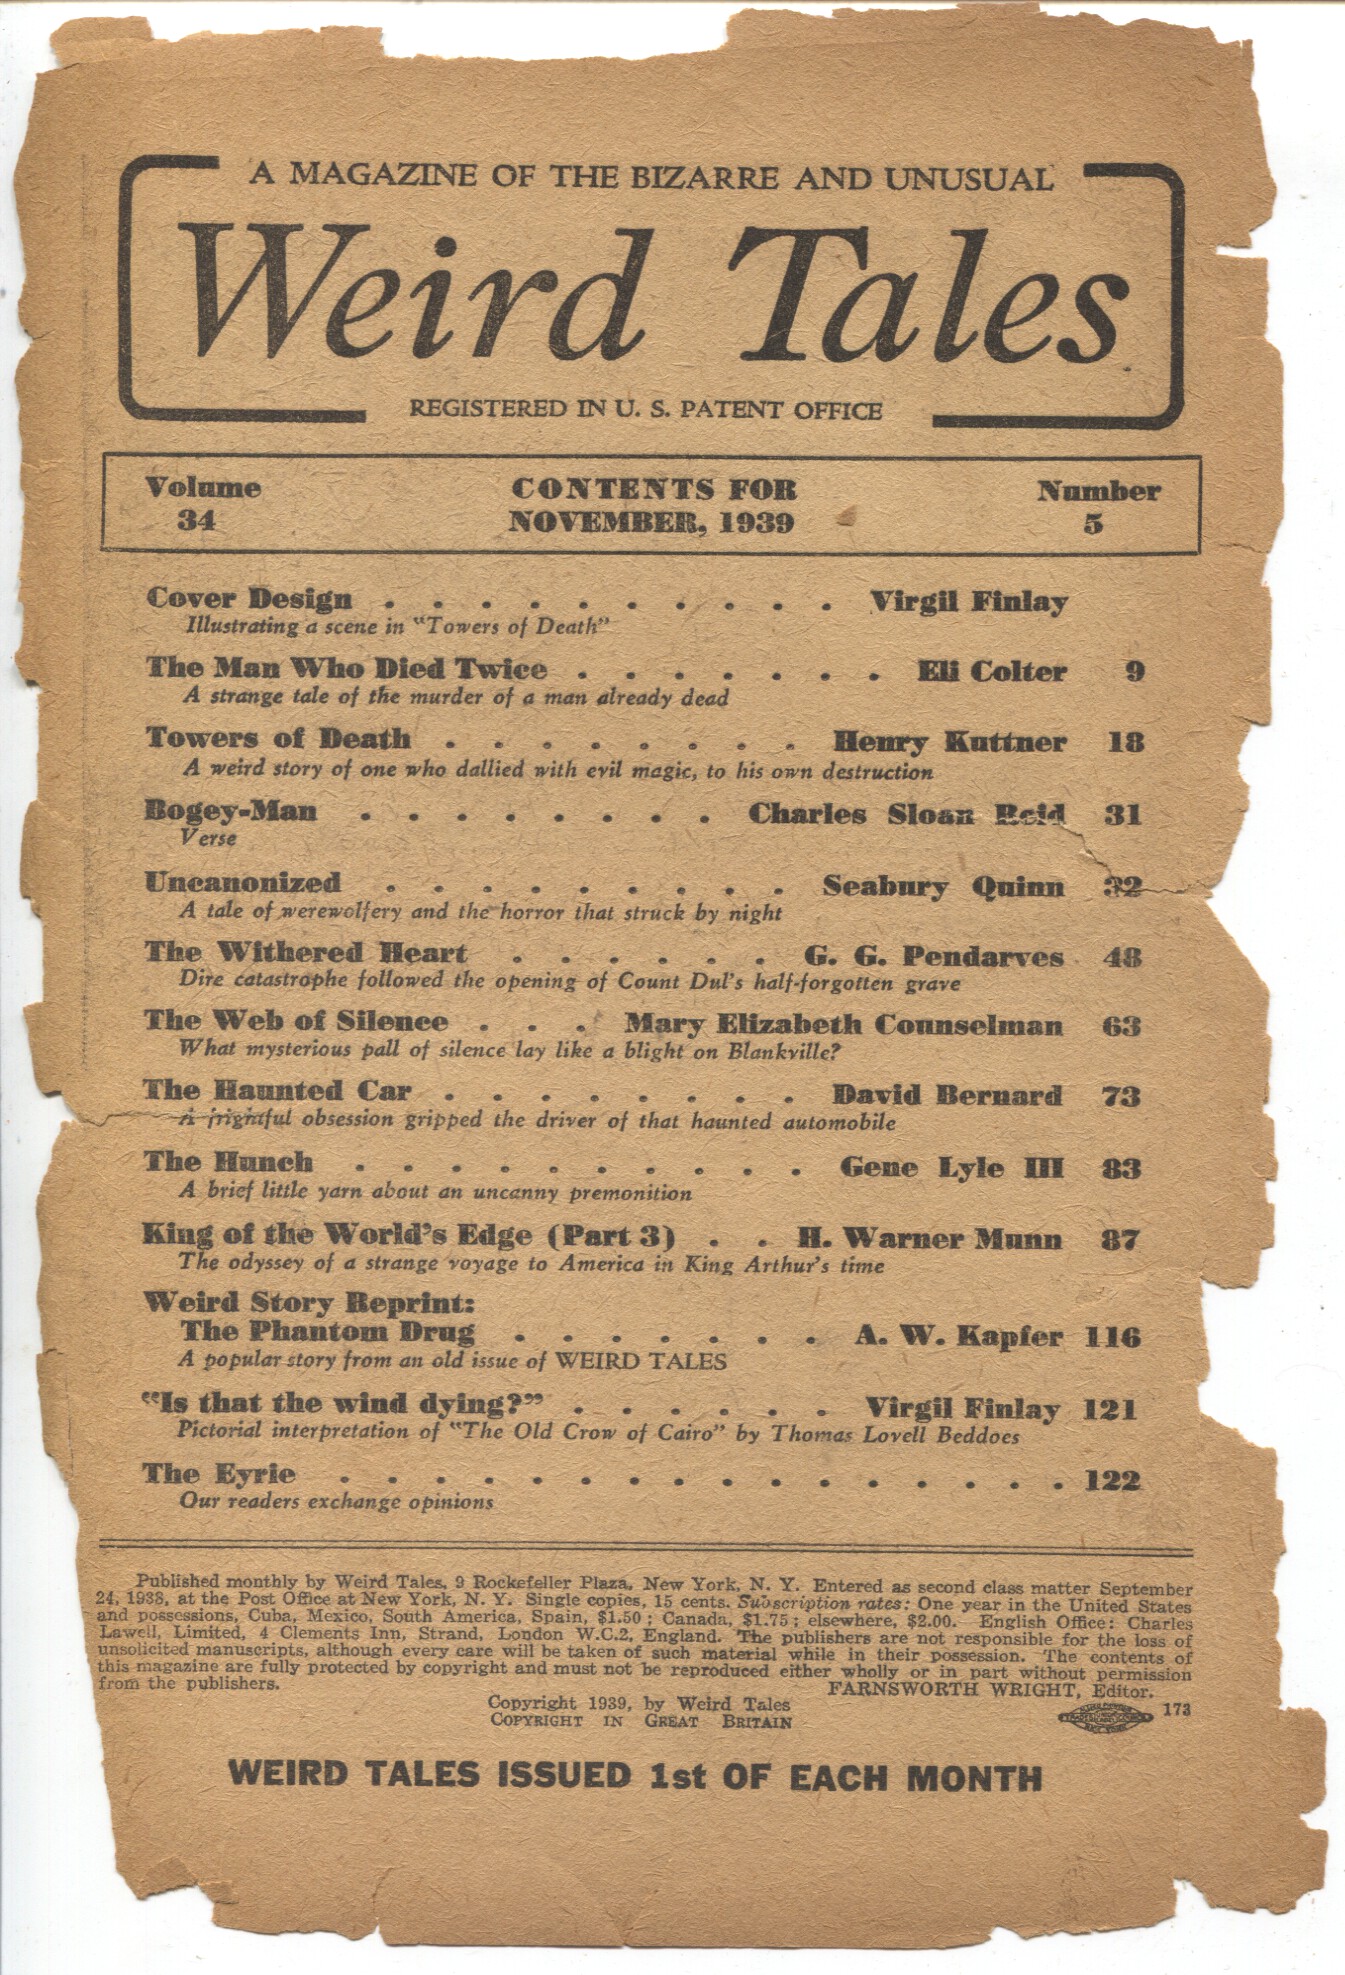 A MAGAZINE OF THE BIZARRE AND UNUSUAL
Weird Tales
REGISTERED IN U. S. PATENT OFFICE
Volume 34
CONTENTS FOR NOVEMBER, 1939
Number 5
Cover Design . . . . . . . . . . Virgil Finlay
Illustrating a scene in "Towers of Death"
The Man Who Died Twice . . . . . . . Eli Colter 9
A strange tale of the murder of a man already dead
Towers of Death . . . . . . . . Henry Kuttner 18
A weird story of one who dallied with evil magic, to his own destruction
Bogey-Man . . . . . . . . Charles Sloan Reid 31
Verse
Uncanonized . . . . . . . . . Seabury Quinn 32
A tale of werewolfery and the horror that struck by night
The Withered Heart . . . . . . G. G. Pendarves 48
Dire catastrophe followed the opening of Count Dul's half-forgotten grave
The Web of Silence . . . Mary Elizabeth Counselman 63
What mysterious pall of silence lay like a blight on Blankville?
The Haunted Car . . . . . . . . David Bernard 73
A frightful obsession gripped the driver of that haunted automobile
The Hunch . . . . . . . . . . Gene Lyle III 83
A brief little yarn about an uncanny premonition
King of the World's Edge (Part 3) . . H. Warner Munn 87
The odyssey of a strange voyage to America in King Arthur's time
Weird Story Reprint:
The Phantom Drug . . . . . . . A. W. Kapfer 116
A popular story from an old issue of WEIRD TALES
"Is that the wind dying?" . . . . . . Virgil Finlay 121
Pictorial interpretation of "The Old Crow of Cairo" by Thomas Lovell Beddoes
The Eyrie . . . . . . . . . . . . . . . . 122
Our readers exchange opinions
Published monthly by Weird Tales, 9 Rockefeller Plaza, New York, N. Y. Entered as second class matter September
24, 1938, at the Post Office at New York, N. Y. Single copies, 15 cents. Subscription rates: One year in the United States
and possessions, Cuba, Mexico, South America, Spain, $1.50; Canada, $1.75; elsewhere, $2.00. English Office: Charles
Lawell, Limited, 4 Clements Inn, Strand, London W.C.2, England. The publishers are not responsible for the loss of
unsolicited manuscripts, although every care will be taken of such material while in their possession. The contents of
this magazine are fully protected by copyright and must not be reproduced either wholly or in part without permission
from the publishers. FARNSWORTH WRIGHT, Editor.
Copyright 1939, by Weird Tales 173
COPYRIGHT IN GREAT BRITAIN
WEIRD TALES ISSUED 1st OF EACH MONTH